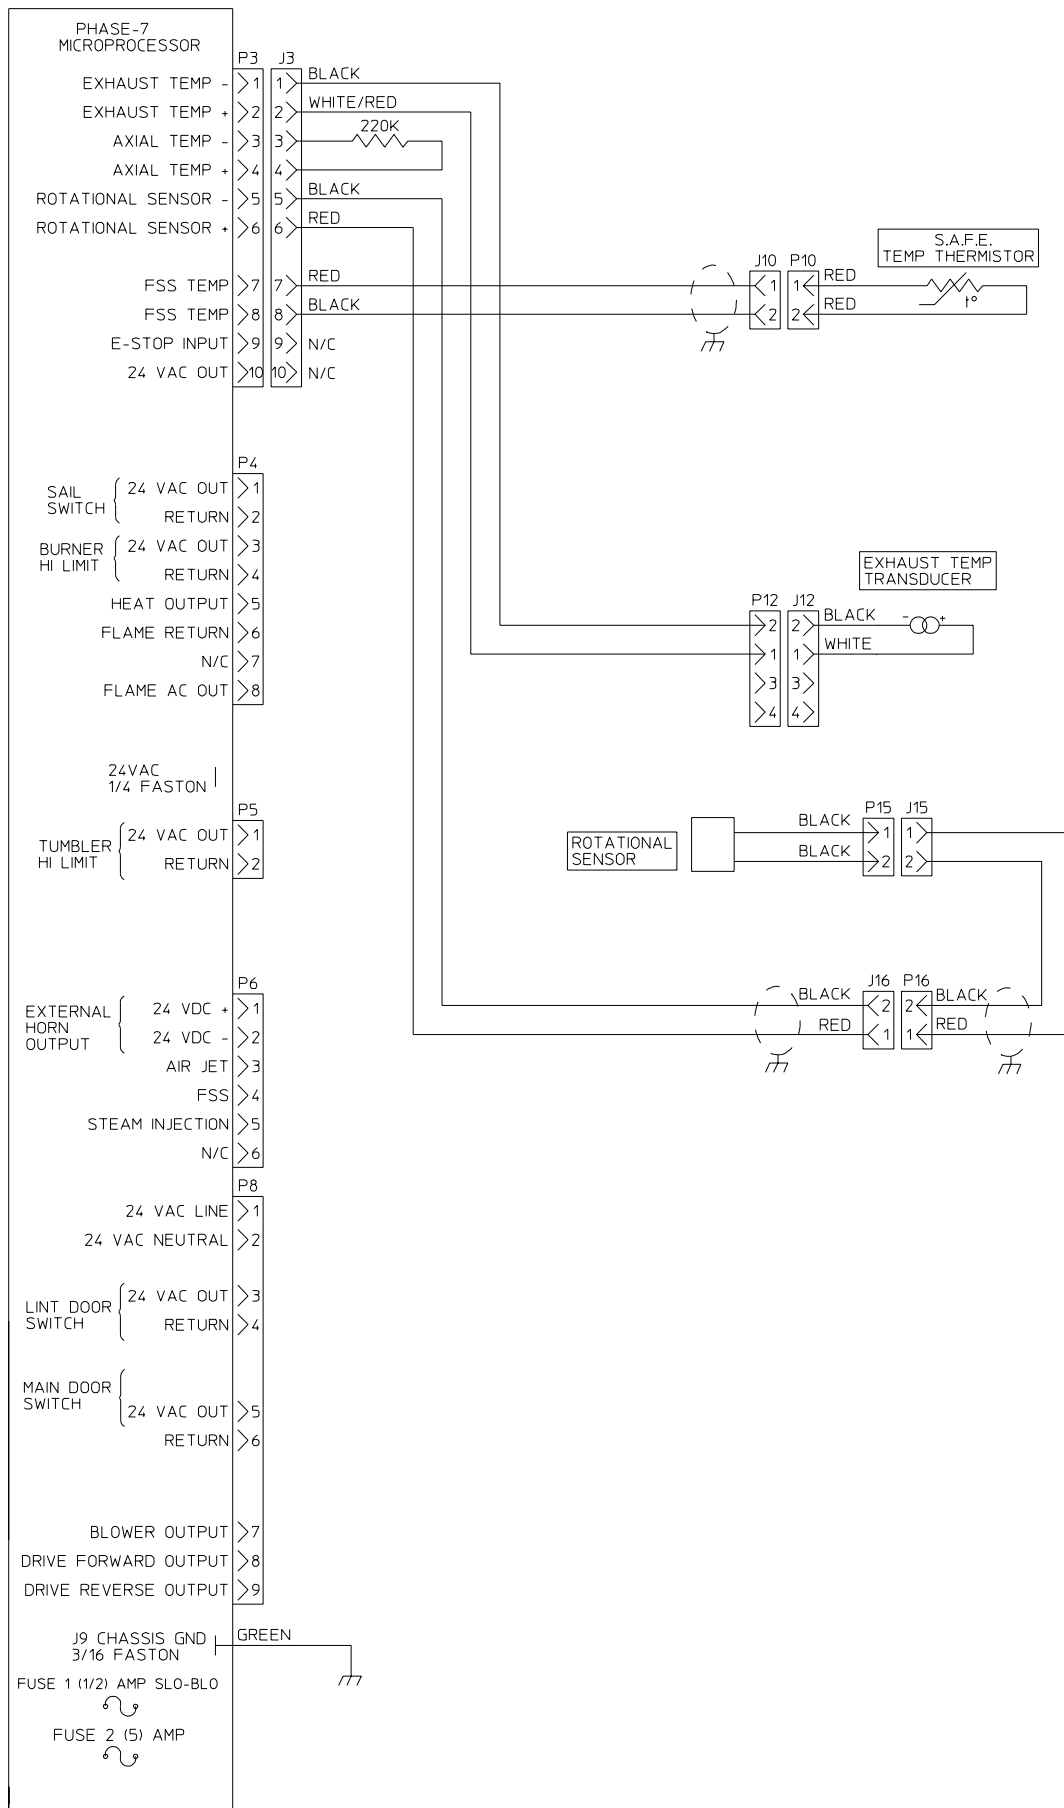 PHASE-7
MICROPROCESSOR
P3 J3
EXHAUST TEMP - 1 1 BLACK
EXHAUST TEMP + 2 2 WHITE/RED
220K
AXIAL TEMP - 3 3
AXIAL TEMP + 4 4
ROTATIONAL SENSOR - 5 5 BLACK
ROTATIONAL SENSOR + 6 6 RED
S.A.F.E.
TEMP THERMISTOR
J10 P10
FSS TEMP 7 7 RED 1 1 RED
t°
FSS TEMP 8 8 BLACK 2 2 RED
E-STOP INPUT 9 9 N/C
24 VAC OUT 10 10 N/C
P4
SAIL
SWITCH
24 VAC OUT 1
RETURN 2
BURNER
HI LIMIT
24 VAC OUT 3
RETURN 4
HEAT OUTPUT 5
FLAME RETURN 6
N/C 7
FLAME AC OUT 8
EXHAUST TEMP
TRANSDUCER
P12 J12
2 2 BLACK - +
1 1 WHITE
3 3
4 4
24VAC
1/4 FASTON
P5
TUMBLER
HI LIMIT
24 VAC OUT 1
RETURN 2
ROTATIONAL
SENSOR
P15 J15
BLACK 1 1
BLACK 2 2
P6
EXTERNAL
HORN
OUTPUT
24 VDC + 1
24 VDC - 2
AIR JET 3
FSS 4
STEAM INJECTION 5
N/C 6
J16 P16
BLACK 2 2 BLACK
RED 1 1 RED
P8
24 VAC LINE 1
24 VAC NEUTRAL 2
LINT DOOR
SWITCH
24 VAC OUT 3
RETURN 4
MAIN DOOR
SWITCH
24 VAC OUT 5
RETURN 6
BLOWER OUTPUT 7
DRIVE FORWARD OUTPUT 8
DRIVE REVERSE OUTPUT 9
J9 CHASSIS GND GREEN
3/16 FASTON
FUSE 1 (1/2) AMP SLO-BLO
FUSE 2 (5) AMP